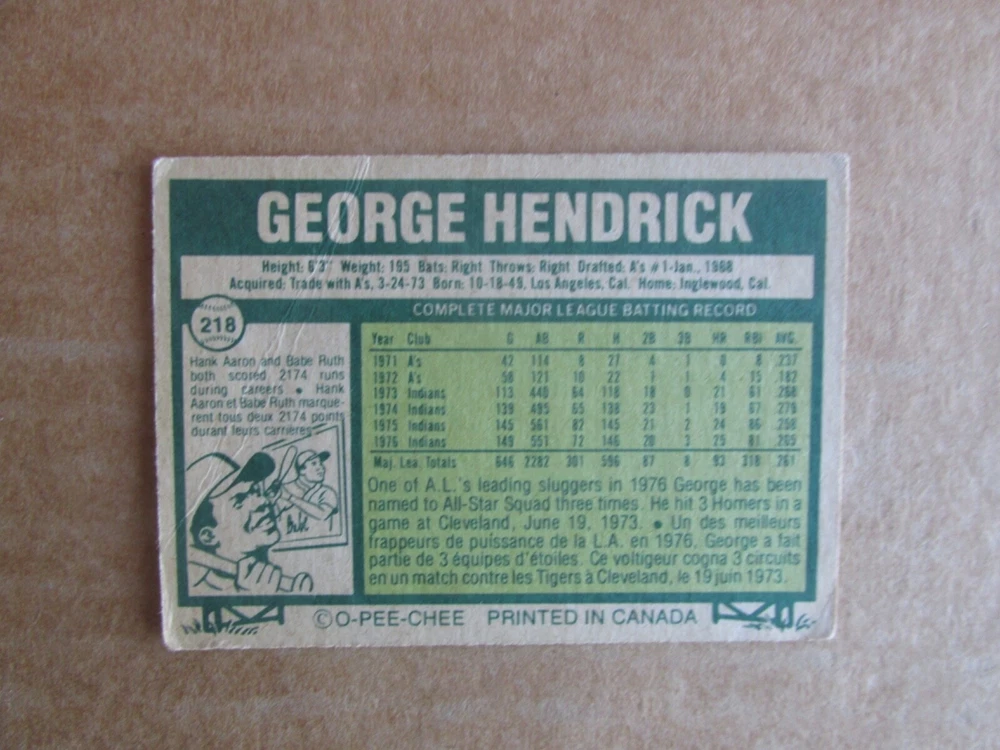 GEORGE HENDRICK
Height: 6'3" Weight: 195 Bats: Right Throws: Right Drafted: A's #1-Jan., 1968
Acquired: Trade with A's, 3-24-73 Born: 10-18-49, Los Angeles, Cal. Home: Inglewood, Cal.
COMPLETE MAJOR LEAGUE BATTING RECORD
218
Hank Aaron and Babe Ruth
both scored 2174 runs
during careers • Hank
Aaron et Babe Ruth marquè-
rent tous deux 2174 points
durant leurs carrières
Babe
Year Club G AB R H 2B 3B HR RBI AVG.
1971 A's 42 114 8 27 4 1 0 8 .237
1972 A's 58 121 10 22 1 1 4 15 .182
1973 Indians 113 440 64 118 18 0 21 61 .268
1974 Indians 139 495 65 138 23 1 19 67 .279
1975 Indians 145 561 82 145 21 2 24 86 .258
1976 Indians 149 551 72 146 20 3 25 81 .265
Maj. Lea. Totals 646 2282 301 596 87 8 93 318 .261
One of A.L.'s leading sluggers in 1976 George has been
named to All-Star Squad three times. He hit 3 Homers in a
game at Cleveland, June 19, 1973. • Un des meilleurs
frappeurs de puissance de la L.A. en 1976, George a fait
partie de 3 équipes d'étoiles. Ce voltigeur cogna 3 circuits
en un match contre les Tigers à Cleveland, le 19 juin 1973.
©O-PEE-CHEE PRINTED IN CANADA